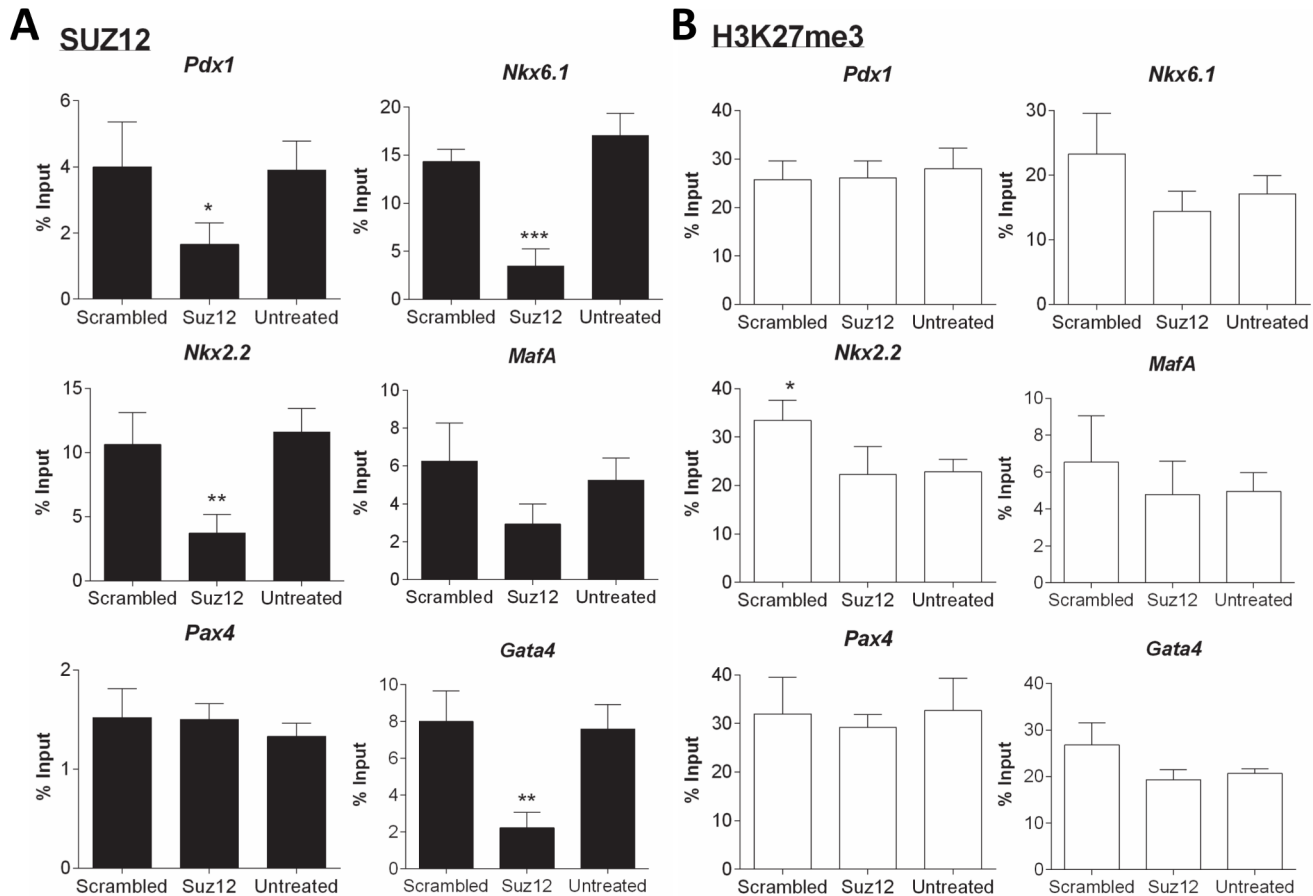 A SUZ12
Pdx1
% Input
6
4
2
0
*
Scrambled Suz12 Untreated
Nkx6.1
% Input
20
15
10
5
0
***
Scrambled Suz12 Untreated
Nkx2.2
% Input
15
10
5
0
**
Scrambled Suz12 Untreated
MafA
% Input
10
8
6
4
2
0
Scrambled Suz12 Untreated
Pax4
% Input
2
1
0
Scrambled Suz12 Untreated
Gata4
% Input
10
8
6
4
2
0
**
Scrambled Suz12 Untreated
B H3K27me3
Pdx1
% Input
40
30
20
10
0
Scrambled Suz12 Untreated
Nkx6.1
% Input
30
20
10
0
Scrambled Suz12 Untreated
Nkx2.2
% Input
40
30
20
10
0
*
Scrambled Suz12 Untreated
MafA
% Input
10
8
6
4
2
0
Scrambled Suz12 Untreated
Pax4
% Input
40
30
20
10
0
Scrambled Suz12 Untreated
Gata4
% Input
40
30
20
10
0
Scrambled Suz12 Untreated